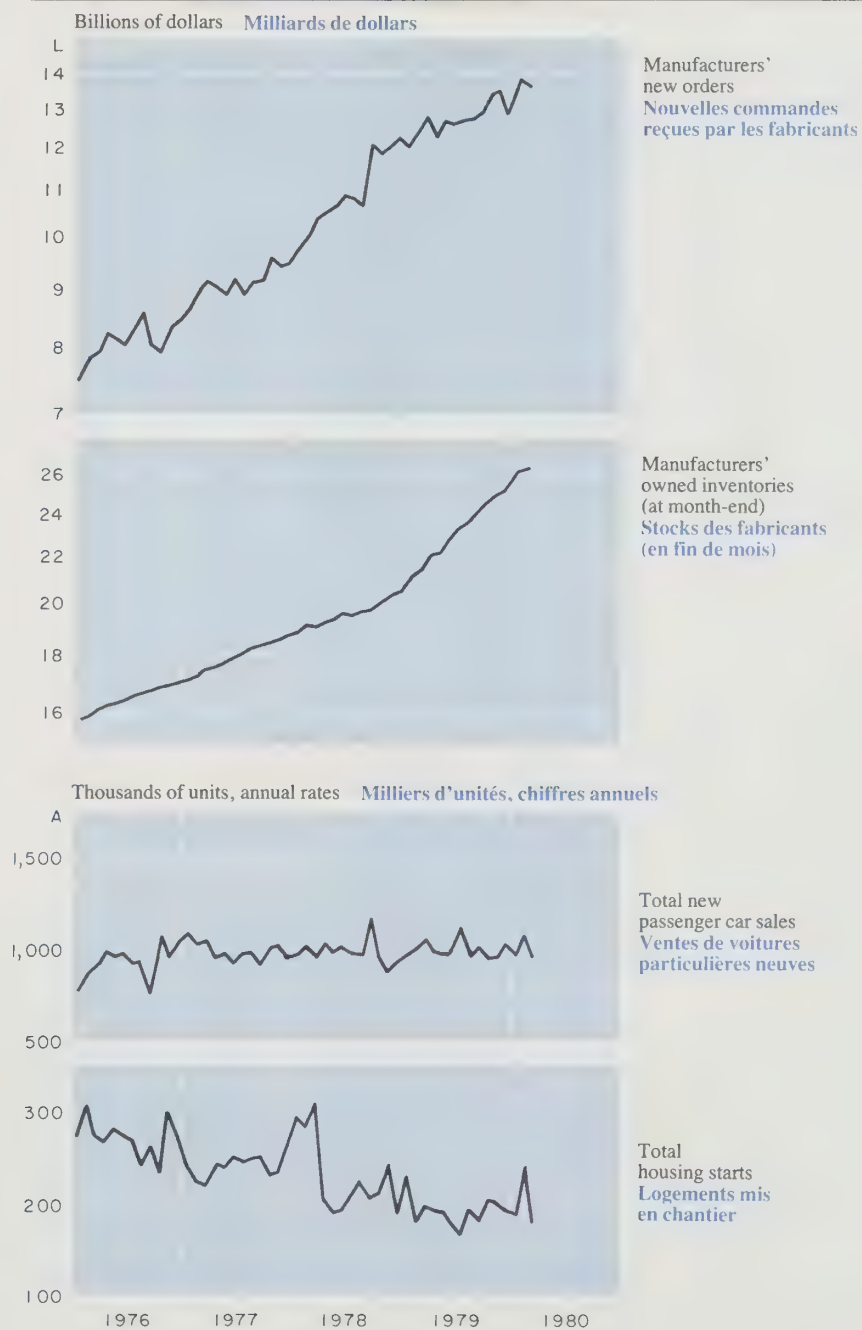 Billions of dollars Milliards de dollars
L
14
13
12
11
10
9
8
7
Manufacturers'
new orders
Nouvelles commandes
reçues par les fabricants
26
24
22
20
18
16
Manufacturers'
owned inventories
(at month-end)
Stocks des fabricants
(en fin de mois)
Thousands of units, annual rates Milliers d'unités, chiffres annuels
A
1,500
1,000
500
Total new
passenger car sales
Ventes de voitures
particulières neuves
300
200
100
Total
housing starts
Logements mis
en chantier
1976 1977 1978 1979 1980